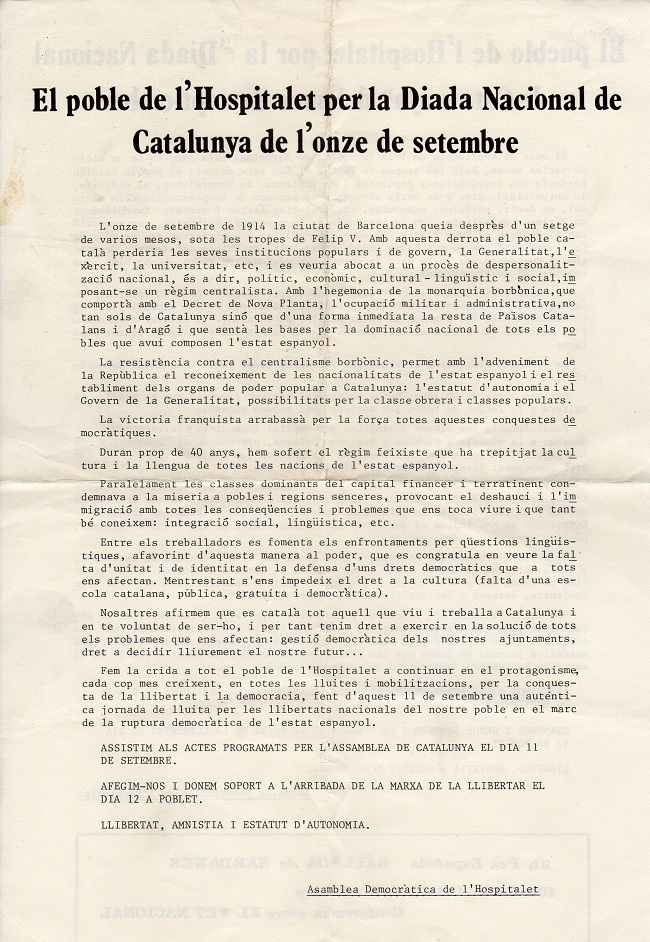 El poble de l'Hospitalet per la Diada Nacional de
Catalunya de l'onze de setembre
L'onze de setembre de 1914 la ciutat de Barcelona queia desprès d'un setge
de varios mesos, sota les tropes de Felip V. Amb aquesta derrota el poble ca-
talà perderia les seves institucions populars i de govern, la Generalitat,l'e
xèrcit, la universitat, etc, i es veuria abocat a un procès de despersonalit-
zació nacional, és a dir, politic, econòmic, cultural - lingüistic i social,im
posant-se un règim centralista. Amb l'hegemonia de la monarquia borbònica,que
comportà amb el Decret de Nova Planta, l'ocupació militar i administrativa,no
tan sols de Catalunya sinó que d'una forma inmediata la resta de Països Cata-
lans i d'Aragó i que sentà les bases per la dominació nacional de tots els po
bles que avui composen l'estat espanyol.
La resistència contra el centralisme borbònic, permet amb l'adveniment de
la Repùblica el reconeixement de les nacionalitats de l'estat espanyol i el res
tabliment dels organs de poder popular a Catalunya: l'estatut d'autonomia i el
Govern de la Generalitat, possibilitats per la classe obrera i classes populars.
La victoria franquista arrabassà per la força totes aquestes conquestes de
mocràtiques.
Duran prop de 40 anys, hem sofert el règim feixiste que ha trepitjat la cul
tura i la llengua de totes les nacions de l'estat espanyol.
Paralelament les classes dominants del capital financer i terratinent con-
demnava a la miseria a pobles i regions senceres, provocant el deshauci i l'im
migració amb totes les conseqüències i problemes que ens toca viure i que tant
bé coneixem: integració social, lingüistica, etc.
Entre els treballadors es fomenta els enfrontaments per qüestions lingüis-
tiques, afavorint d'aquesta manera al poder, que es congratula en veure la fal
ta d'unitat i de identitat en la defensa d'uns drets democràtics que a tots
ens afectan. Mentrestant s'ens impedeix el dret a la cultura (falta d'una es-
cola catalana, pùblica, gratuita i democràtica).
Nosaltres afirmem que es català tot aquell que viu i treballa a Catalunya i
en te voluntat de ser-ho, i per tant tenim dret a exercir en la solució de tots
els problemes que ens afectan: gestió democràtica dels nostres ajuntaments,
dret a decidir lliurement el nostre futur...
Fem la crida a tot el poble de l'Hospitalet a continuar en el protagonisme,
cada cop mes creixent, en totes les lluites i mobilitzacions, per la conques-
ta de la llibertat i la democracia, fent d'aquest 11 de setembre una autènti-
ca jornada de lluita per les llibertats nacionals del nostre poble en el marc
de la ruptura democràtica de l'estat espanyol.
ASSISTIM ALS ACTES PROGRAMATS PER L'ASSAMBLEA DE CATALUNYA EL DIA 11
DE SETEMBRE.
AFEGIM-NOS I DONEM SOPORT A L'ARRIBADA DE LA MARXA DE LA LLIBERTAR EL
DIA 12 A POBLET.
LLIBERTAT, AMNISTIA I ESTATUT D'AUTONOMIA.
Asamblea Democràtica de l'Hospitalet